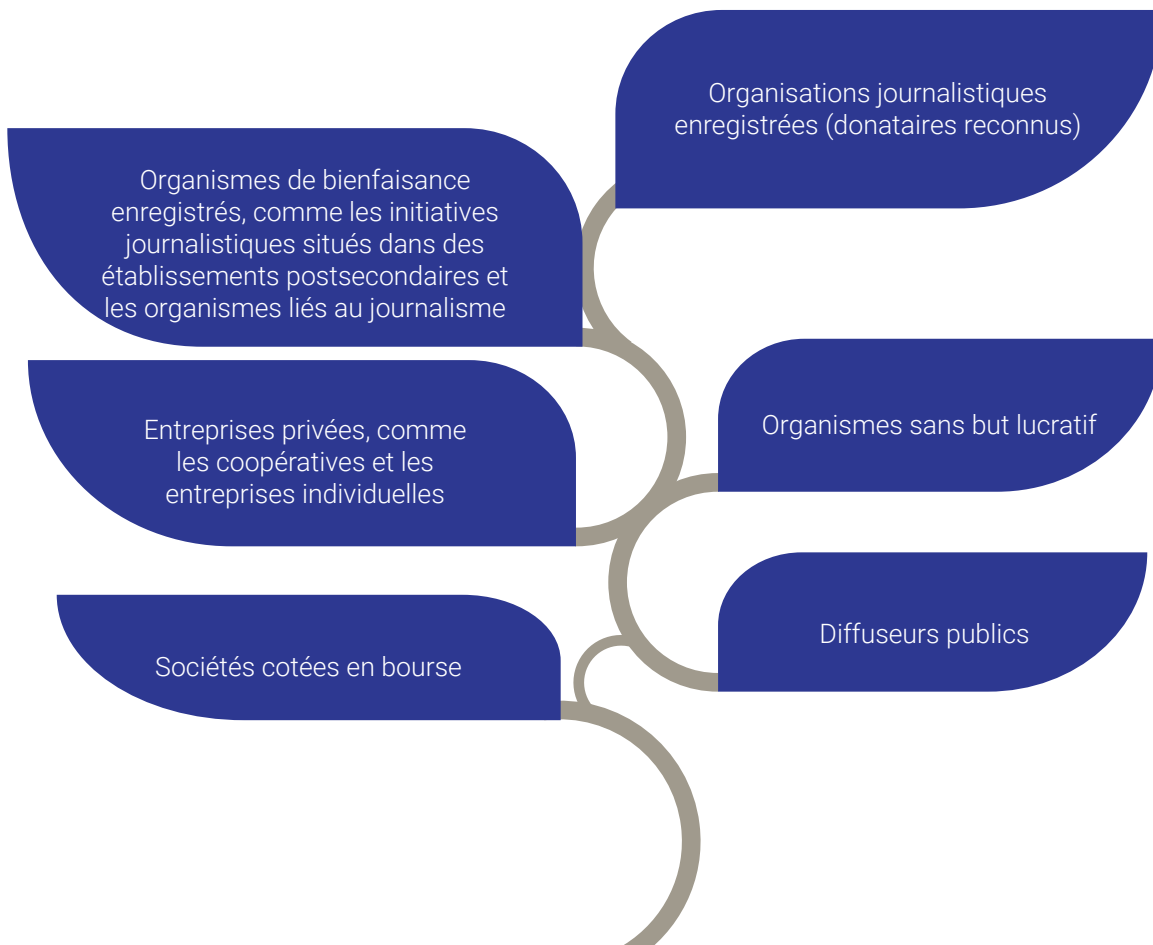 Organisations journalistiques
enregistrées (donataires reconnus)
Organismes de bienfaisance
enregistrés, comme les initiatives
journalistiques situés dans des
établissements postsecondaires et
les organismes liés au journalisme
Organismes sans but lucratif
Entreprises privées, comme
les coopératives et les
entreprises individuelles
Diffuseurs publics
Sociétés cotées en bourse